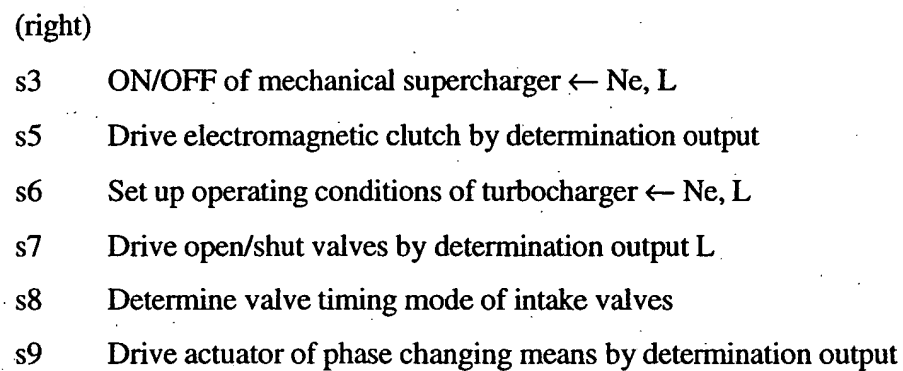 (right)
s3 ON/OFF of mechanical supercharger ← Ne, L
s5 Drive electromagnetic clutch by determination output
s6 Set up operating conditions of turbocharger ← Ne, L
s7 Drive open/shut valves by determination output L
s8 Determine valve timing mode of intake valves
s9 Drive actuator of phase changing means by determination output